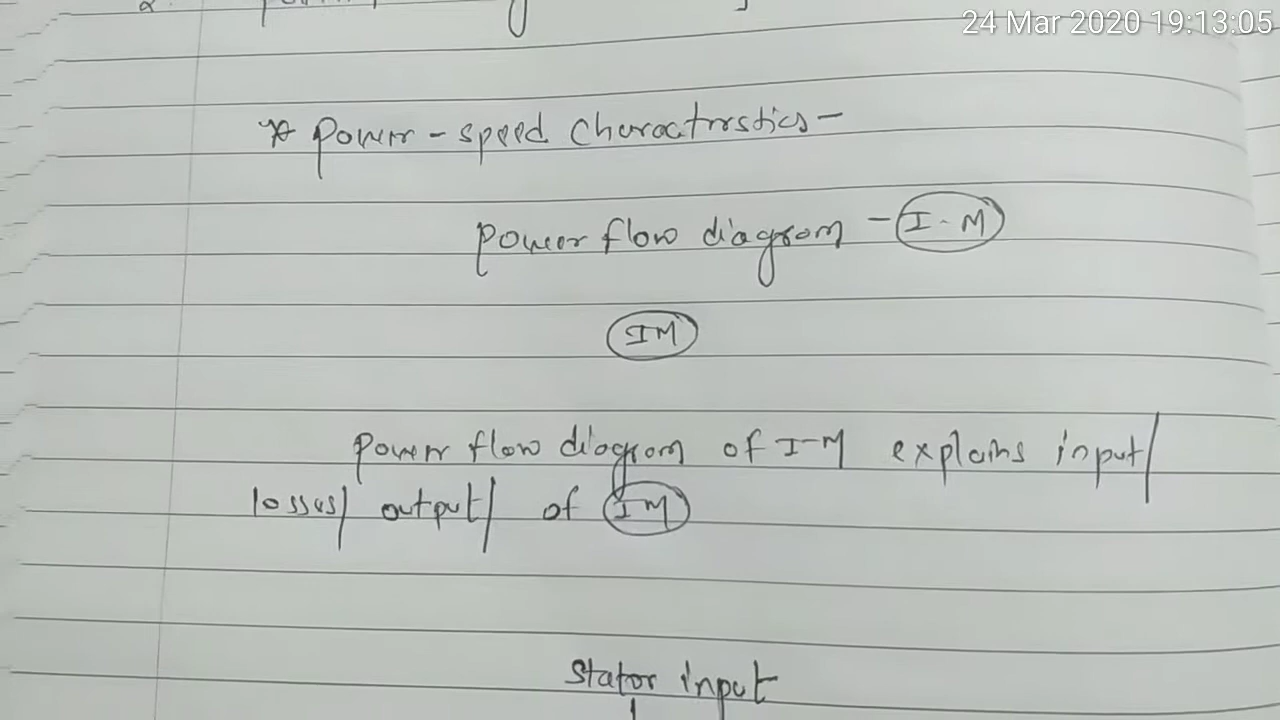 24 Mar 2020 19:13:05
* Power - speed Charactrrstics -
Power flow diagram - I-M
IM
Power flow diagram of I-M explains input/
losses/ output/ of IM
Stator input